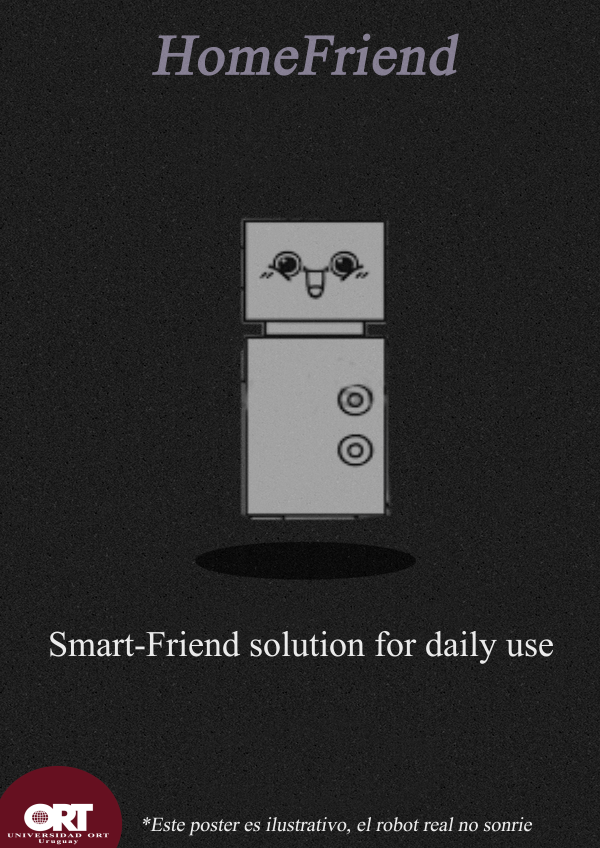 HomeFriend
Smart-Friend solution for daily use
ORT
UNIVERSIDAD ORT
Uruguay
*Este poster es ilustrativo, el robot real no sonrie